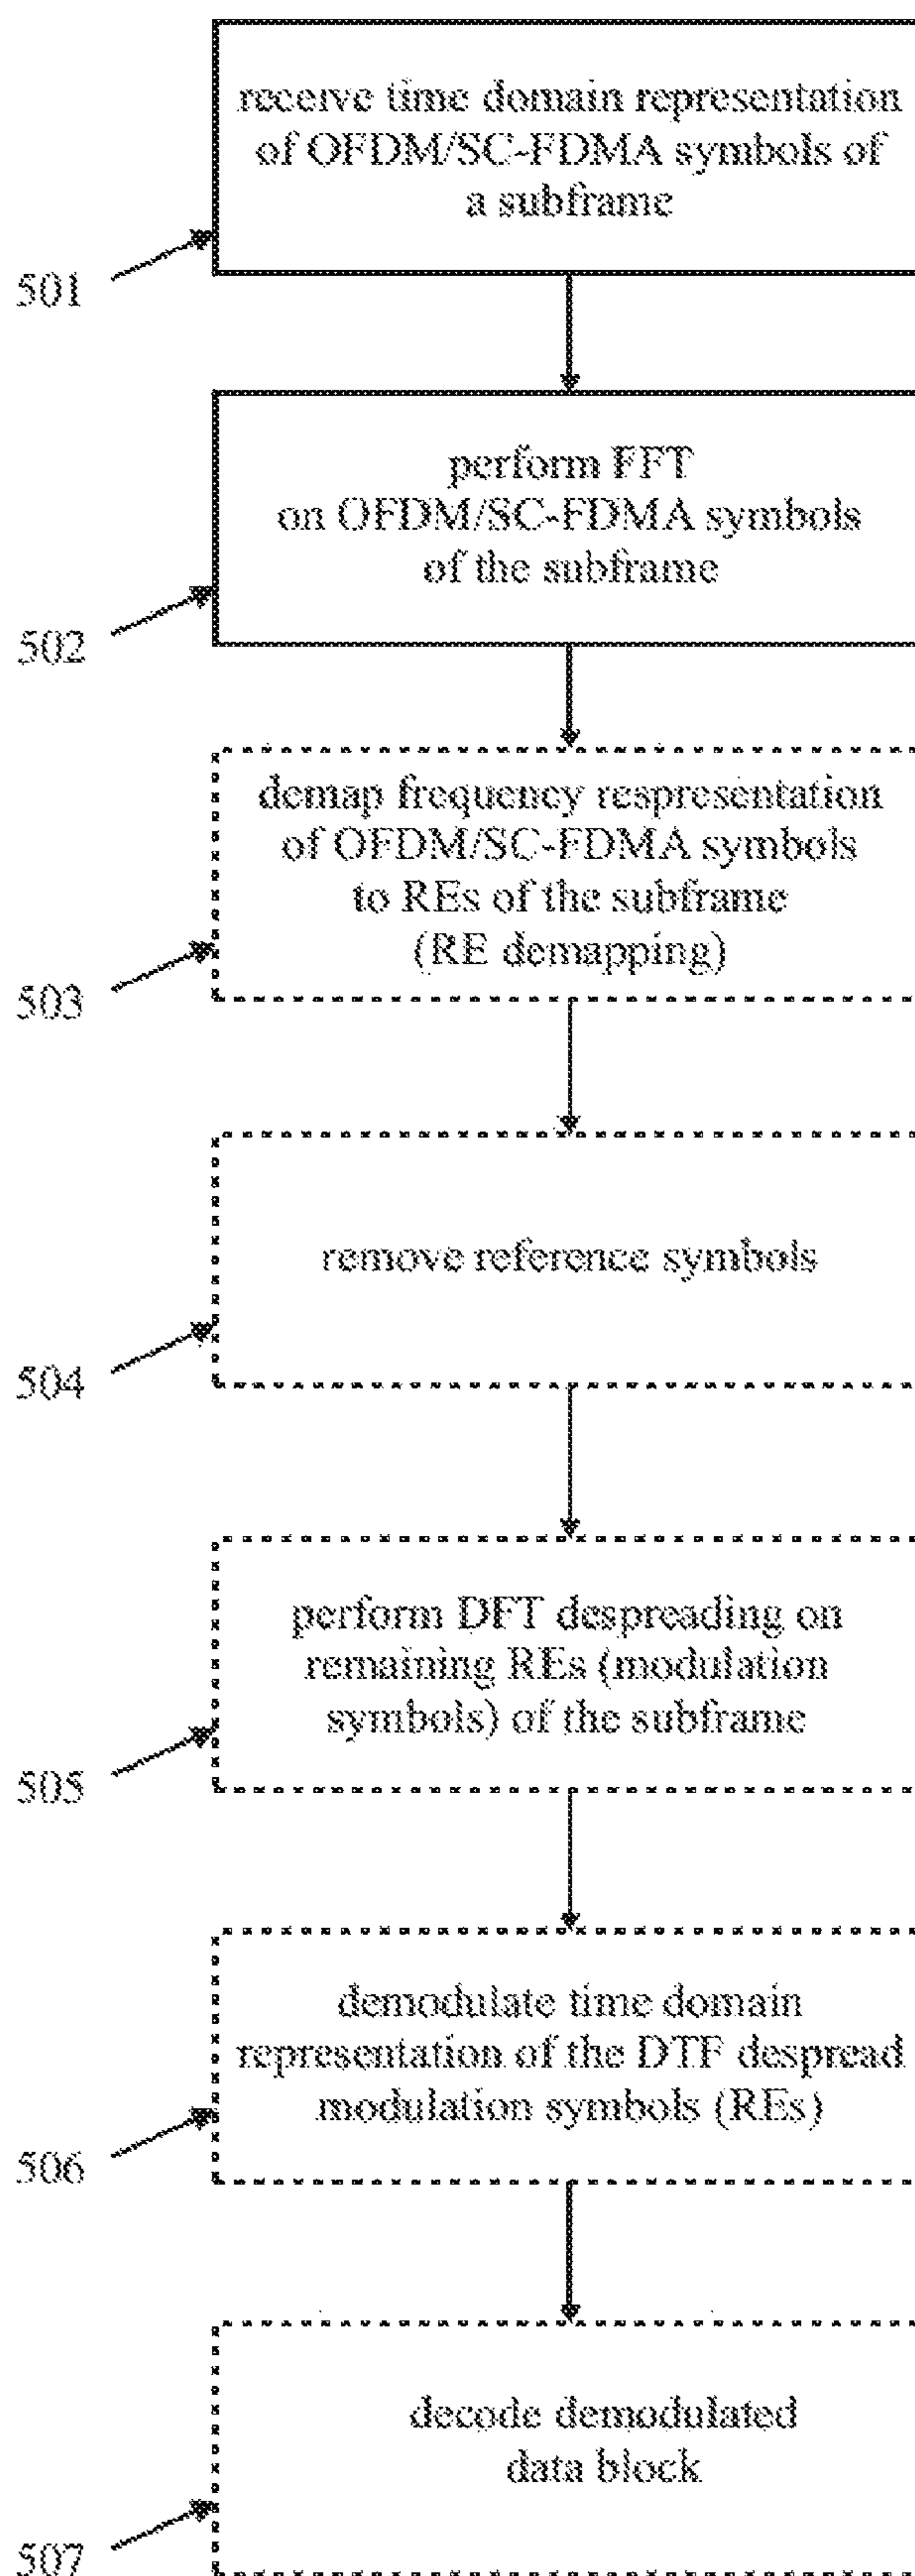 receive time domain representation
of OFDM/SC-FDMA symbols of
a subframe
501
perform FFT
on OFDM/SC-FDMA symbols
of the subframe
502
demap frequency respresentation
of OFDM/SC-FDMA symbols
to REs of the subframe
(RE demapping)
503
remove reference symbols
504
perform DFT despreading on
remaining REs (modulation
symbols) of the subframe
505
demodulate time domain
representation of the DTF despread
modulation symbols (REs)
506
decode demodulated
data block
507